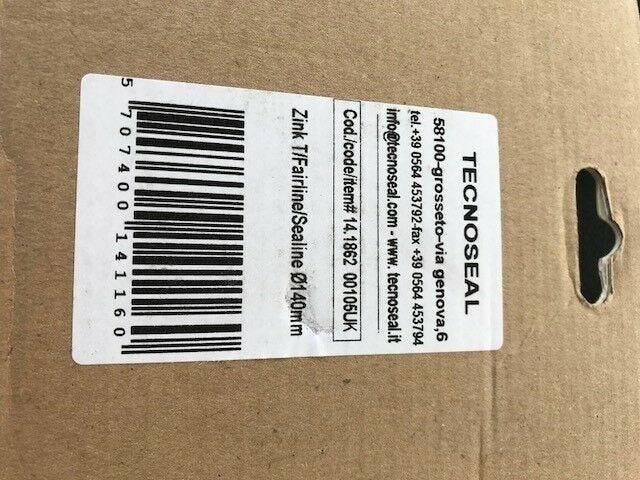 TECNOSEAL
58100-grosseto-via genova,6
tel.+39 0564 453792-fax +39 0564 453794
info@tecnoseal.com - www. tecnoseal.it
Cod./code/item# 14.1862 00105UK
Zink T/Fairline/Sealine Ø140mm
5 707400 141160